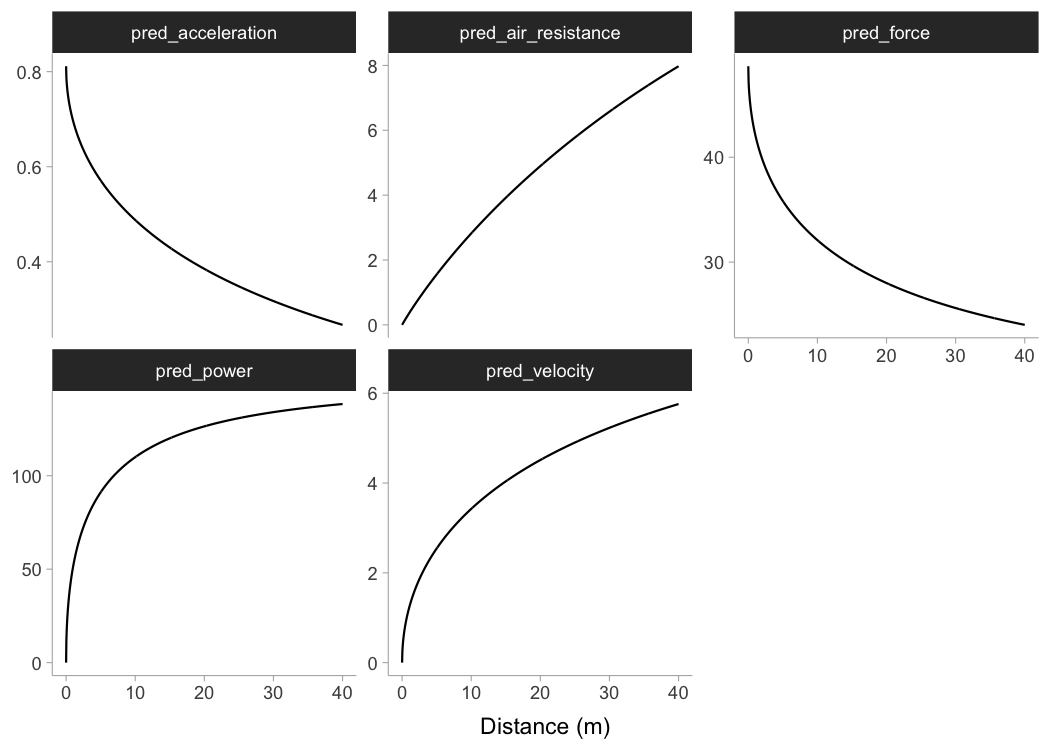 pred_acceleration
0.8
0.6
0.4
pred_air_resistance
8
6
4
2
0
pred_force
40
30
0 10 20 30 40
pred_power
100
50
0
0 10 20 30 40
pred_velocity
6
4
2
0
0 10 20 30 40
Distance (m)